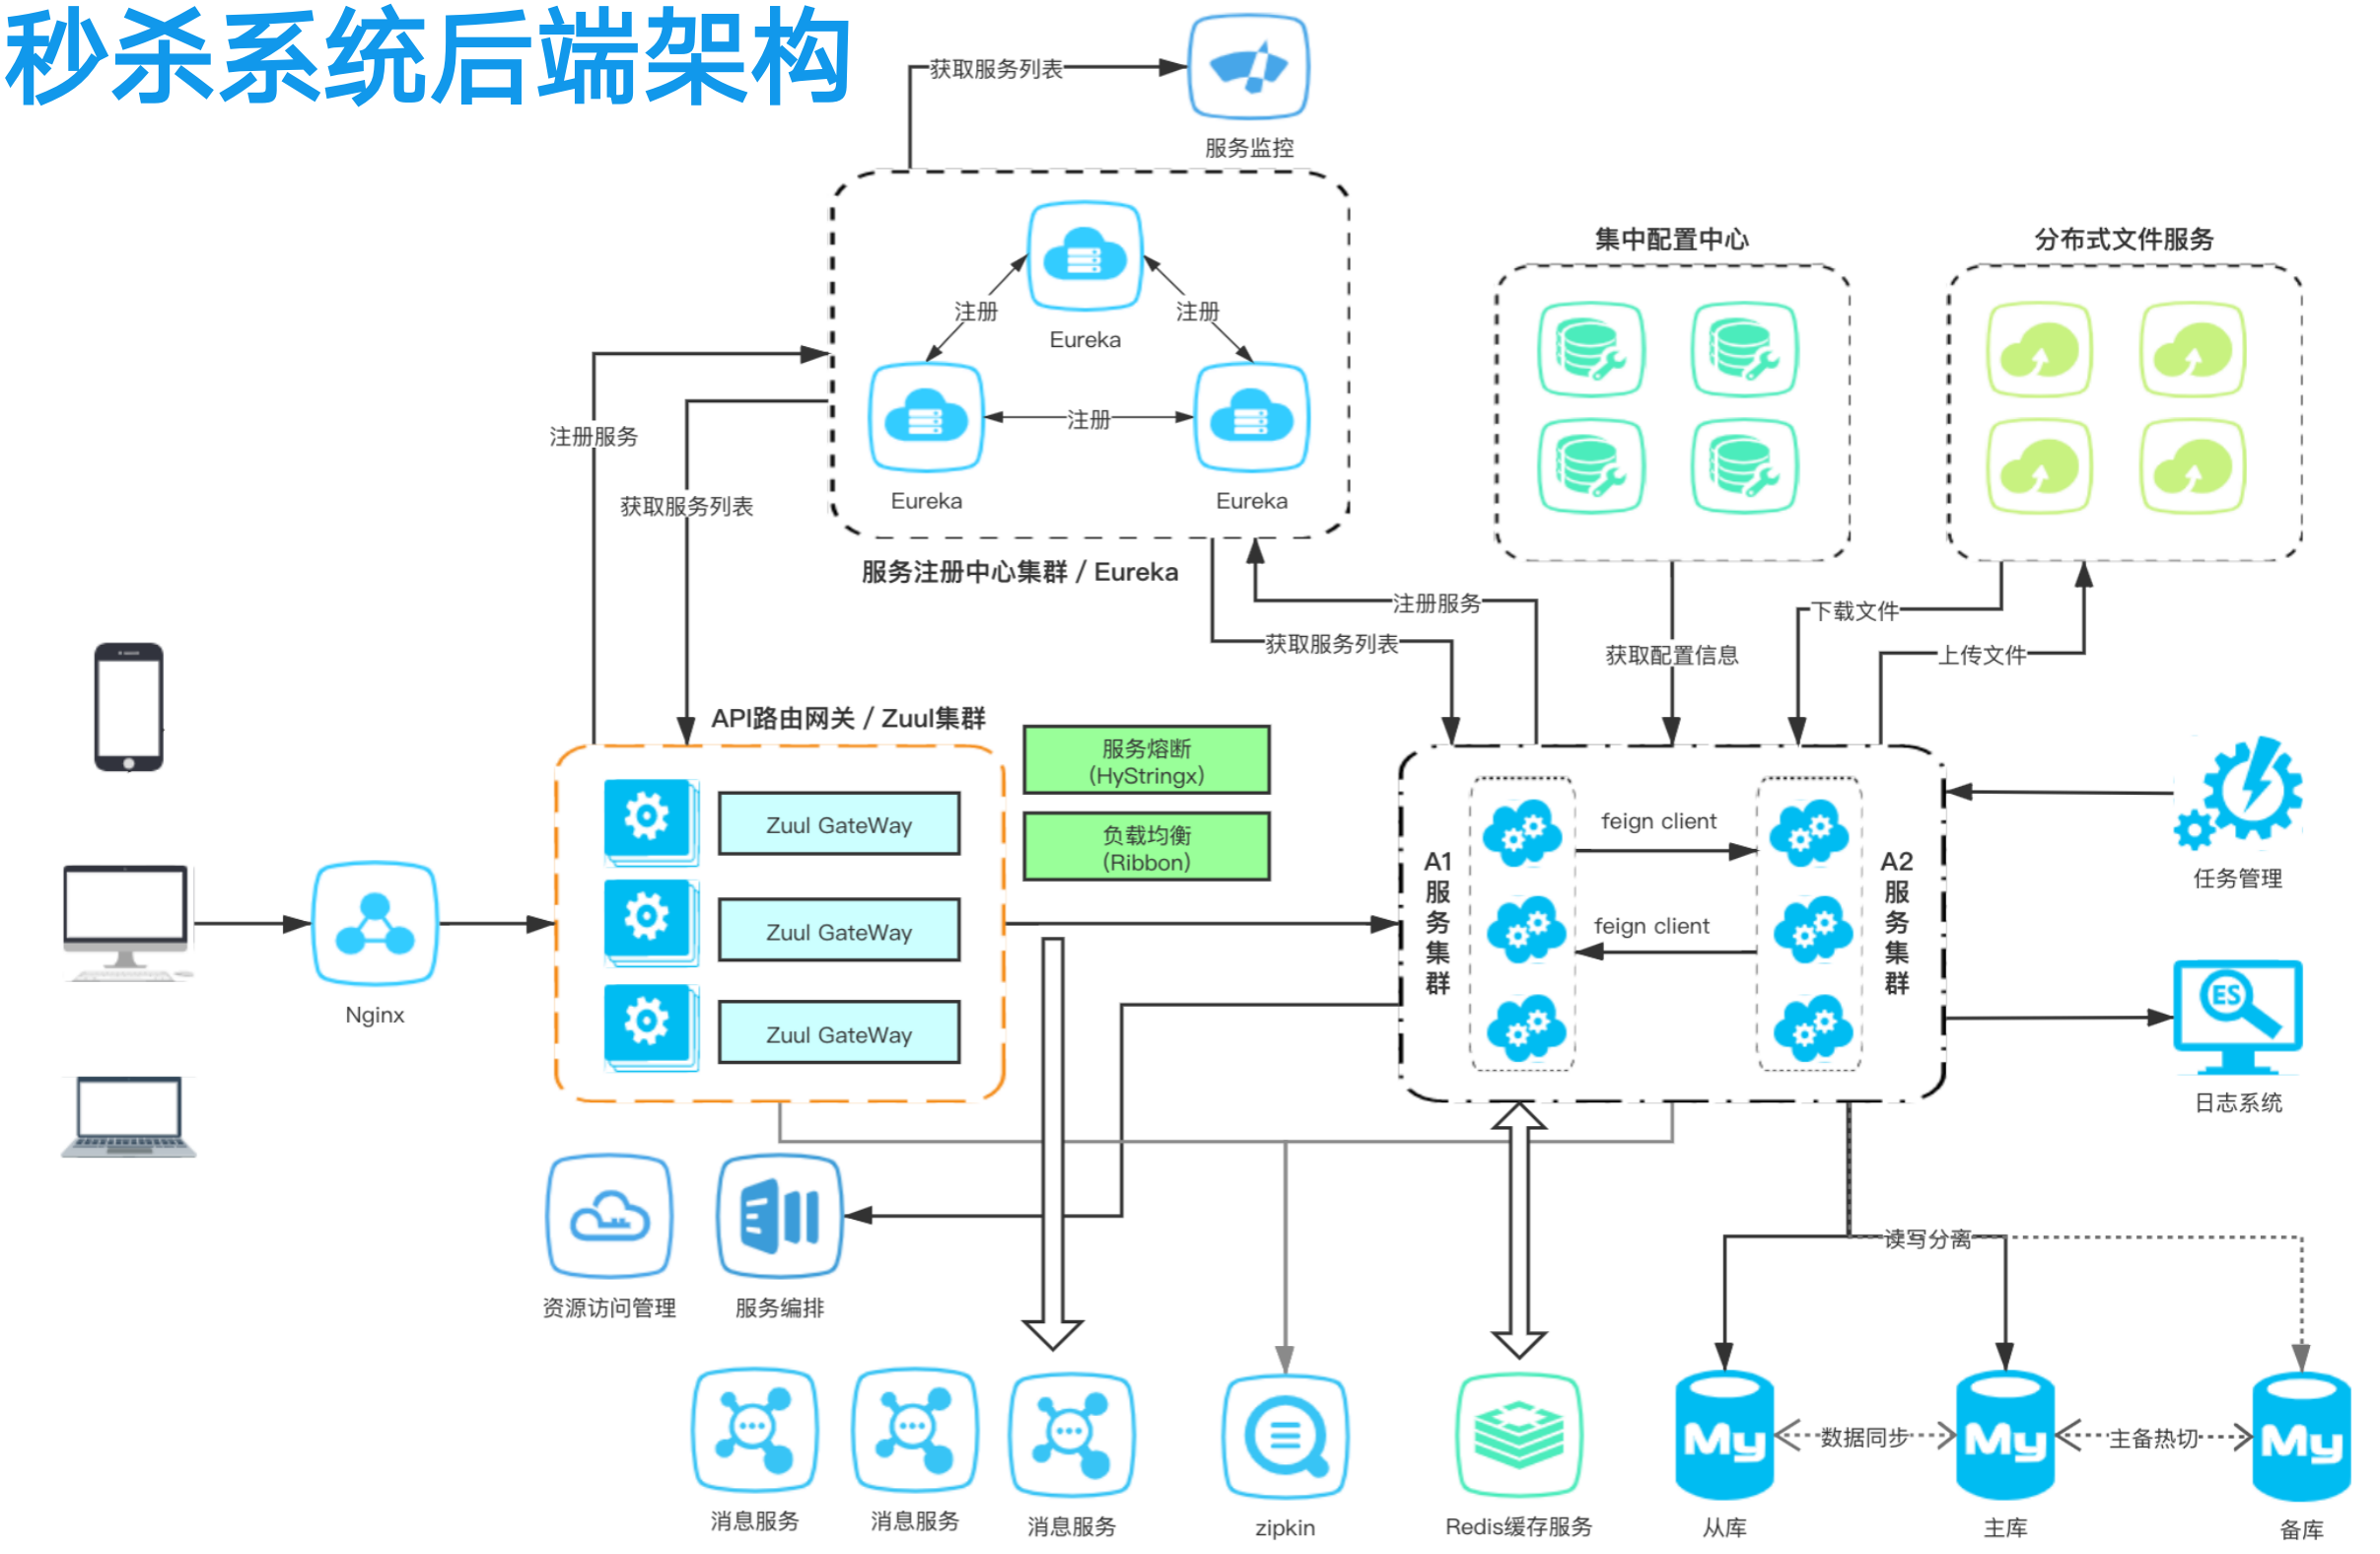 秒杀系统后端架构
获取服务列表
服务监控
注册
注册
Eureka
注册
Eureka
Eureka
服务注册中心集群 / Eureka
集中配置中心
分布式文件服务
注册服务
获取服务列表
注册服务
获取服务列表
获取配置信息
下载文件
上传文件
API路由网关 / Zuul集群
服务熔断
(HyStringx)
负载均衡
(Ribbon)
Zuul GateWay
Zuul GateWay
Zuul GateWay
Nginx
A1
服
务
集
群
feign client
feign client
A2
服
务
集
群
任务管理
ES
日志系统
资源访问管理
服务编排
读写分离
消息服务
消息服务
消息服务
zipkin
Redis缓存服务
My
数据同步
My
主备热切
My
从库
主库
备库